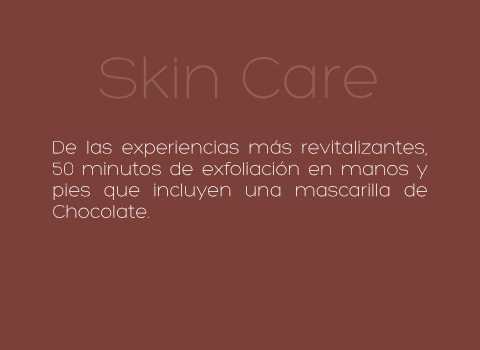 Skin Care
De las experiencias más revitalizantes,
50 minutos de exfoliación en manos y
pies que incluyen una mascarilla de
Chocolate.